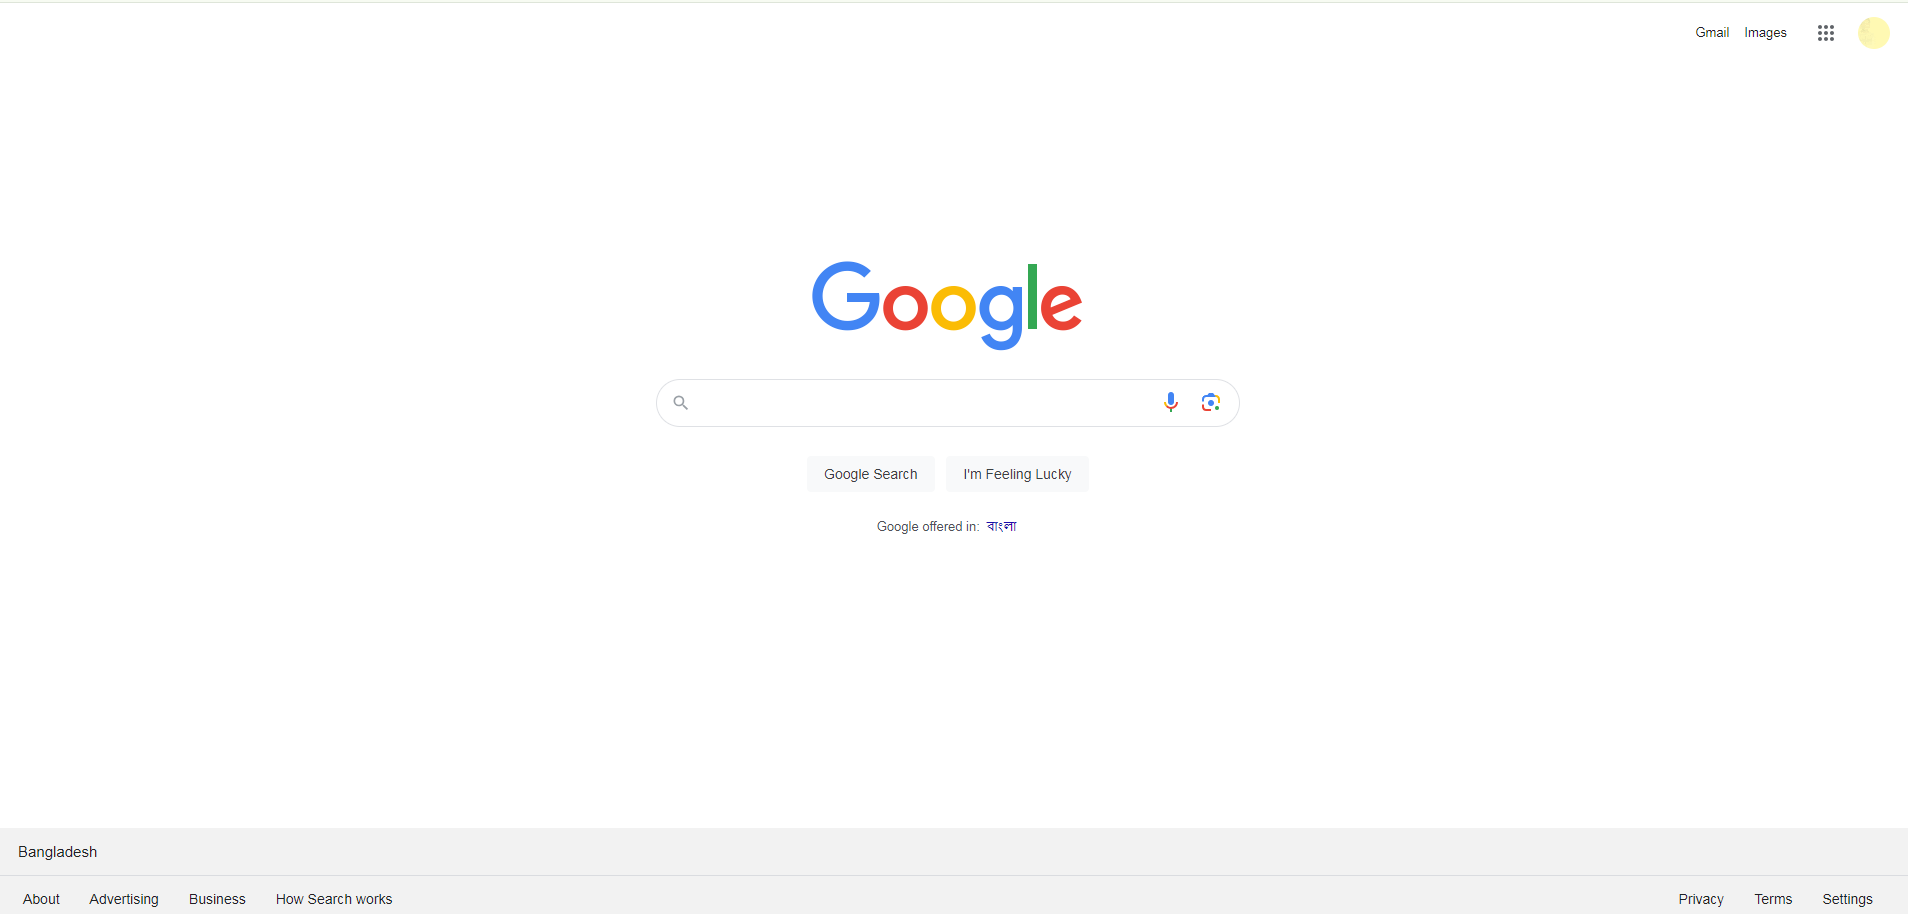 Gmail Images
Google
Google Search I'm Feeling Lucky
Google offered in: বাংলা
Bangladesh
About Advertising Business How Search works Privacy Terms Settings